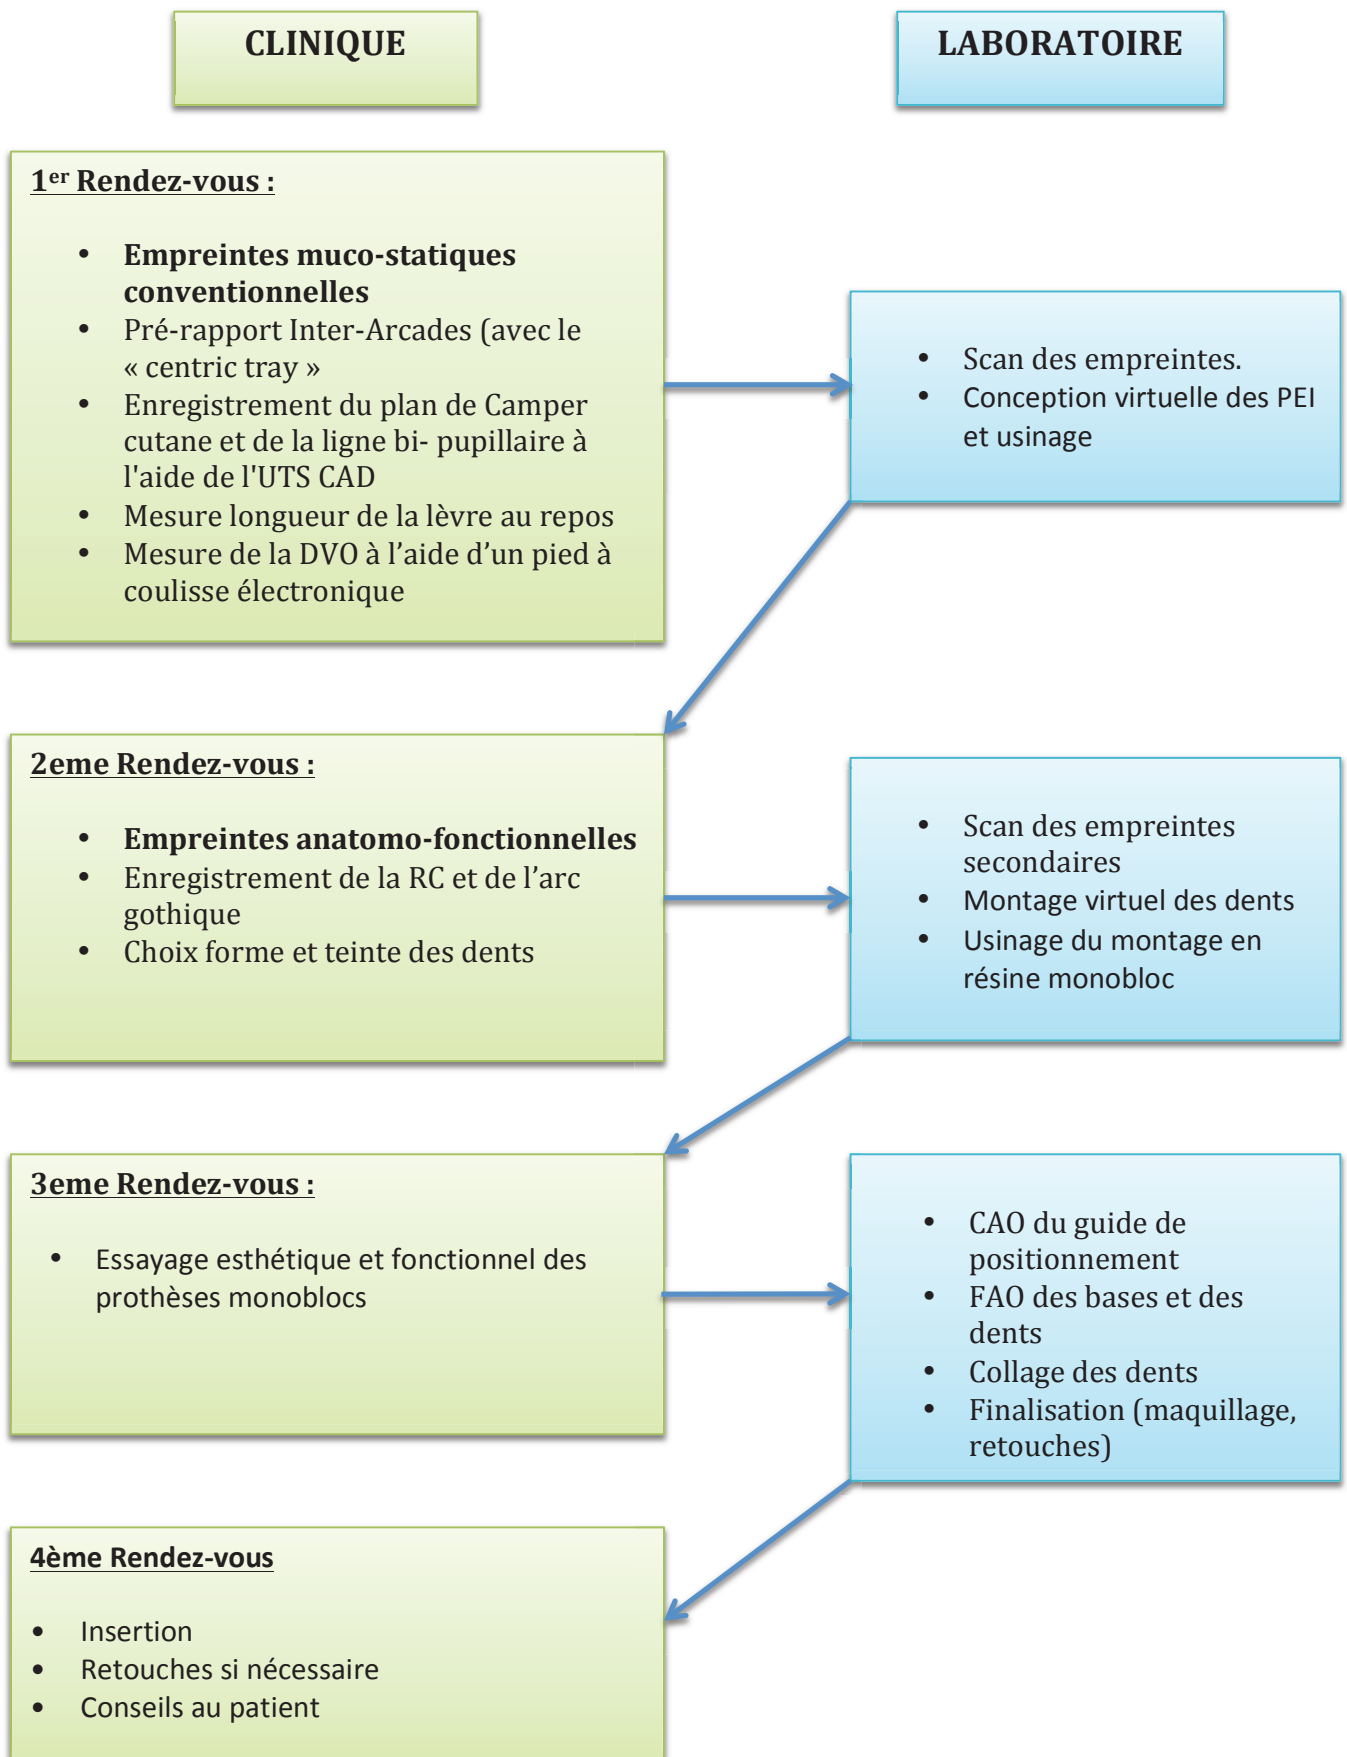 CLINIQUE
LABORATOIRE
1er Rendez-vous :
• Empreintes muco-statiques
conventionnelles
• Pré-rapport Inter-Arcades (avec le
« centric tray »
• Enregistrement du plan de Camper
cutane et de la ligne bi- pupillaire à
l'aide de l'UTS CAD
• Mesure longueur de la lèvre au repos
• Mesure de la DVO à l’aide d’un pied à
coulisse électronique
• Scan des empreintes.
• Conception virtuelle des PEI
et usinage
2eme Rendez-vous :
• Empreintes anatomo-fonctionnelles
• Enregistrement de la RC et de l’arc
gothique
• Choix forme et teinte des dents
• Scan des empreintes
secondaires
• Montage virtuel des dents
• Usinage du montage en
résine monobloc
3eme Rendez-vous :
• Essayage esthétique et fonctionnel des
prothèses monoblocs
• CAO du guide de
positionnement
• FAO des bases et des
dents
• Collage des dents
• Finalisation (maquillage,
retouches)
4ème Rendez-vous
• Insertion
• Retouches si nécessaire
• Conseils au patient